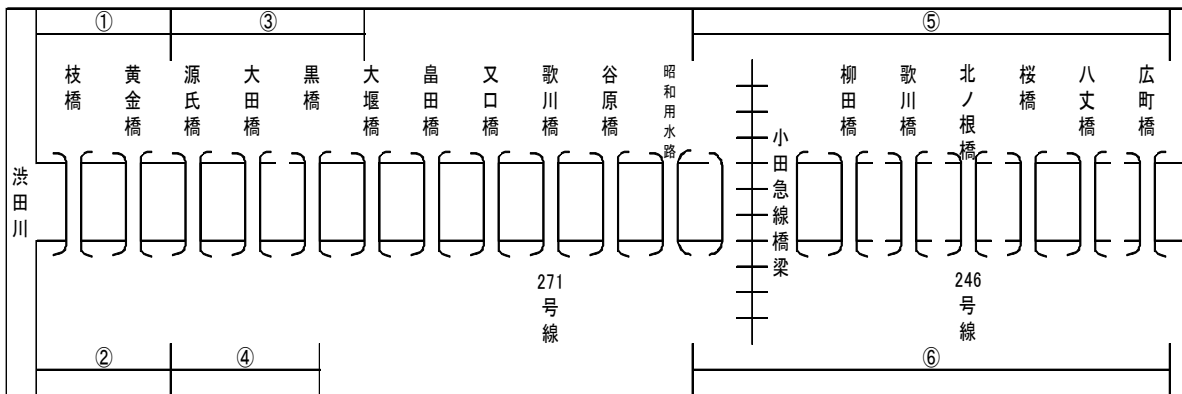 ①
③
⑤
枝橋
黄金橋
源氏橋
大田橋
黒橋
大堰橋
畠田橋
又口橋
歌川橋
谷原橋
昭和用水路
柳田橋
歌川橋
北ノ根橋
桜橋
八丈橋
広町橋
渋田川
小田急線橋梁
271号線
246号線
②
④
⑥